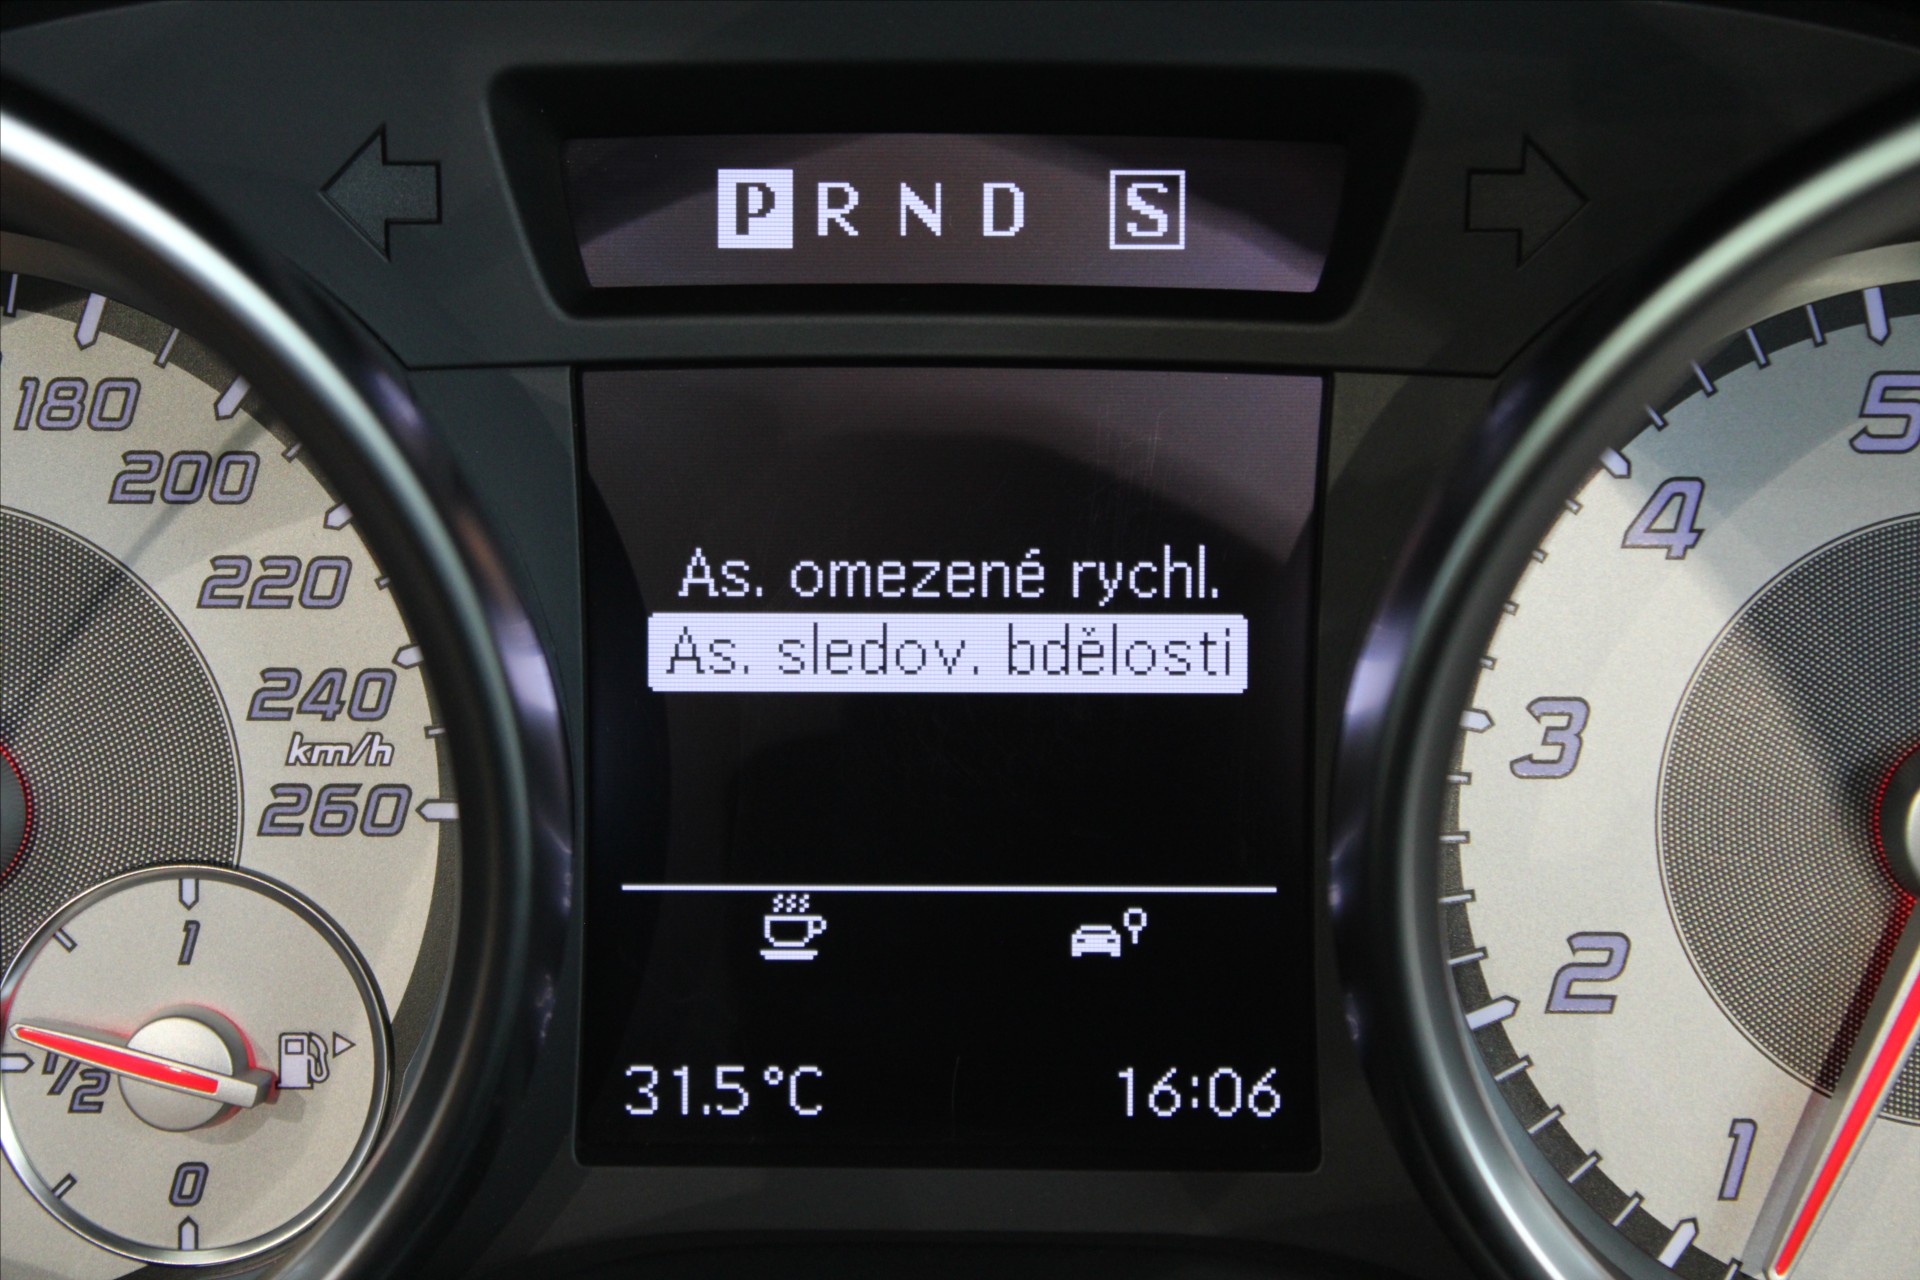 P R N D S
As. omezené rychl.
As. sledov. bdělosti
31.5°C 16:06
180
200
220
240
km/h
260
1
1/2
0
5
4
3
2
1